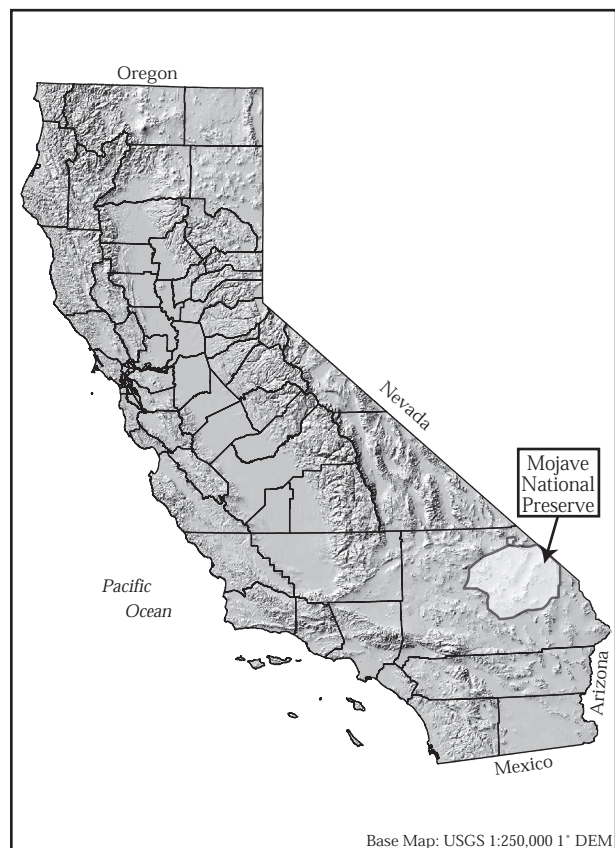 Oregon
Nevada
Mojave
National
Preserve
Pacific
Ocean
Arizona
Mexico
Base Map: USGS 1:250,000 1˚ DEM